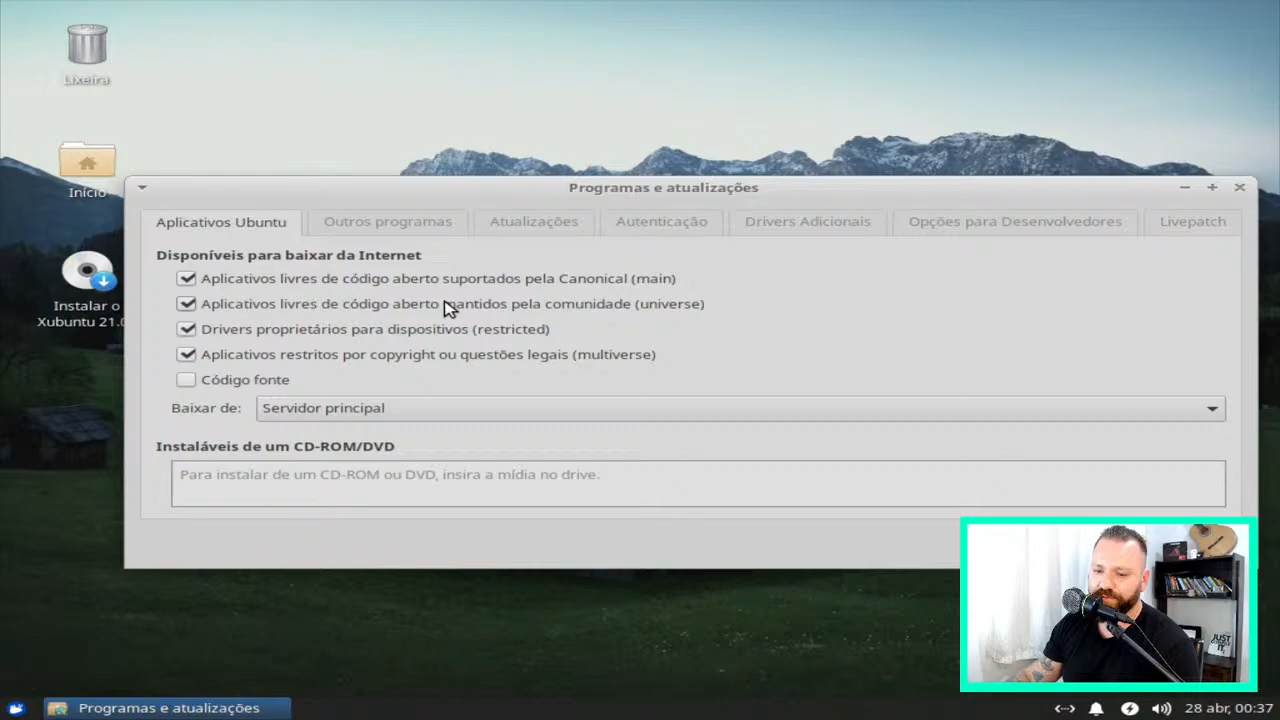 Lixeira
Início
Instalar o
Xubuntu 21.0
Programas e atualizações
Aplicativos Ubuntu
Outros programas
Atualizações
Autenticação
Drivers Adicionais
Opções para Desenvolvedores
Livepatch
Disponíveis para baixar da Internet
Aplicativos livres de código aberto suportados pela Canonical (main)
Aplicativos livres de código aberto mantidos pela comunidade (universe)
Drivers proprietários para dispositivos (restricted)
Aplicativos restritos por copyright ou questões legais (multiverse)
Código fonte
Baixar de: Servidor principal
Instaláveis de um CD-ROM/DVD
Para instalar de um CD-ROM ou DVD, insira a mídia no drive.
JUST
IT.
Programas e atualizações
28 abr, 00:37